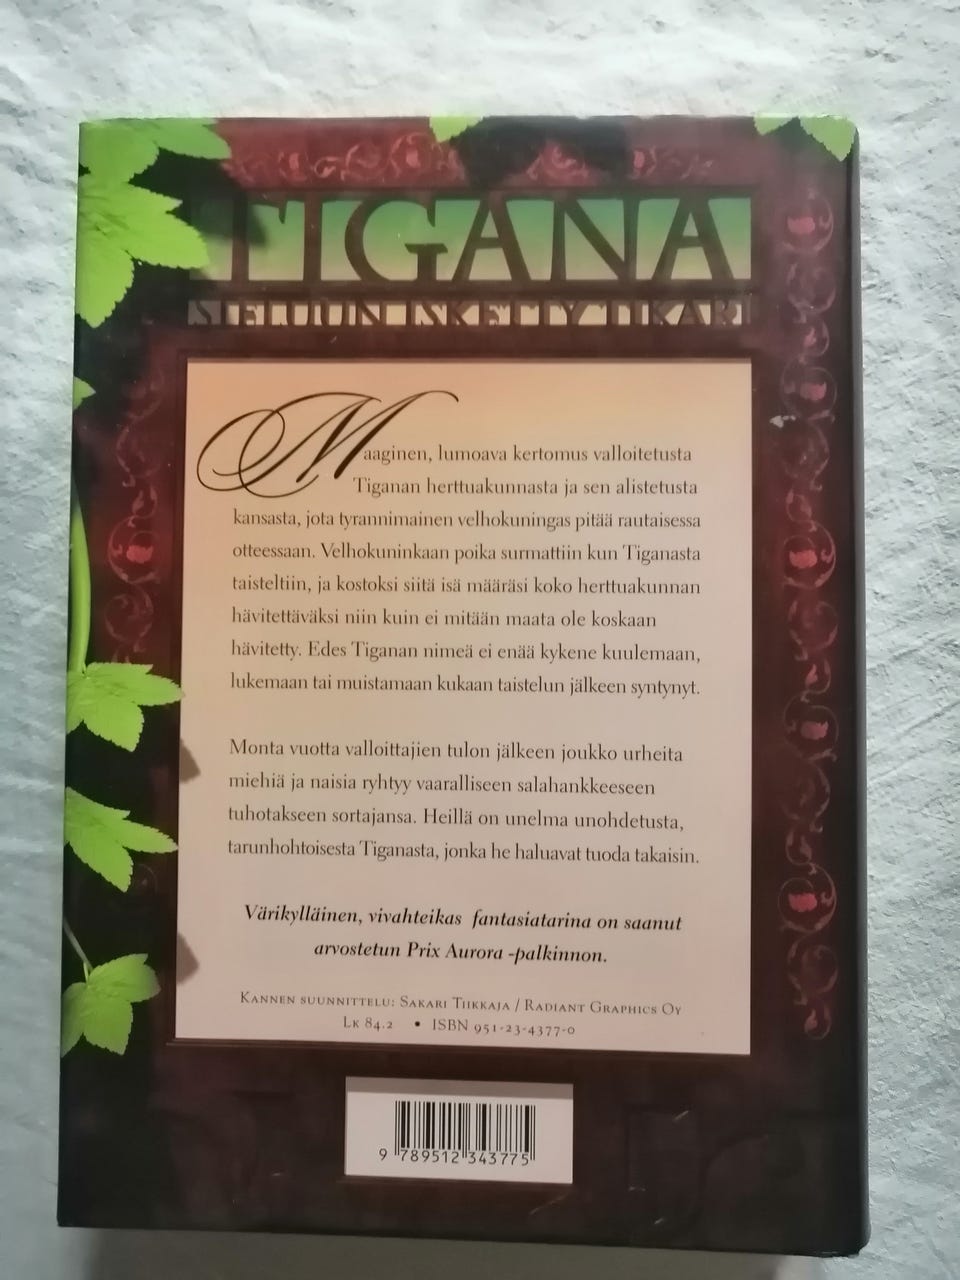 TIGANA
SIELUUN ISKETTY TIKARI
Maaginen, lumoava kertomus valloitetusta
Tiganan herttuakunnasta ja sen alistetusta
kansasta, jota tyrannimainen velhokuningas pitää rautaisessa
otteessaan. Velhokuninkaan poika surmattiin kun Tiganasta
taisteltiin, ja kostoksi siitä isä määräsi koko herttuakunnan
hävitettäväksi niin kuin ei mitään maata ole koskaan
hävitetty. Edes Tiganan nimeä ei enää kykene kuulemaan,
lukemaan tai muistamaan kukaan taistelun jälkeen syntynyt.
Monta vuotta valloittajien tulon jälkeen joukko urheita
miehiä ja naisia ryhtyy vaaralliseen salahankkeeseen
tuhotakseen sortajansa. Heillä on unelma unohdetusta,
tarunhohtoisesta Tiganasta, jonka he haluavat tuoda takaisin.
Värikylläinen, vivahteikas fantasiatarina on saanut
arvostetun Prix Aurora -palkinnon.
KANNEN SUUNNITTELU: SAKARI TIIKKAJA / RADIANT GRAPHICS OY
LK 84.2 • ISBN 951-23-4377-0
9 789512 343775